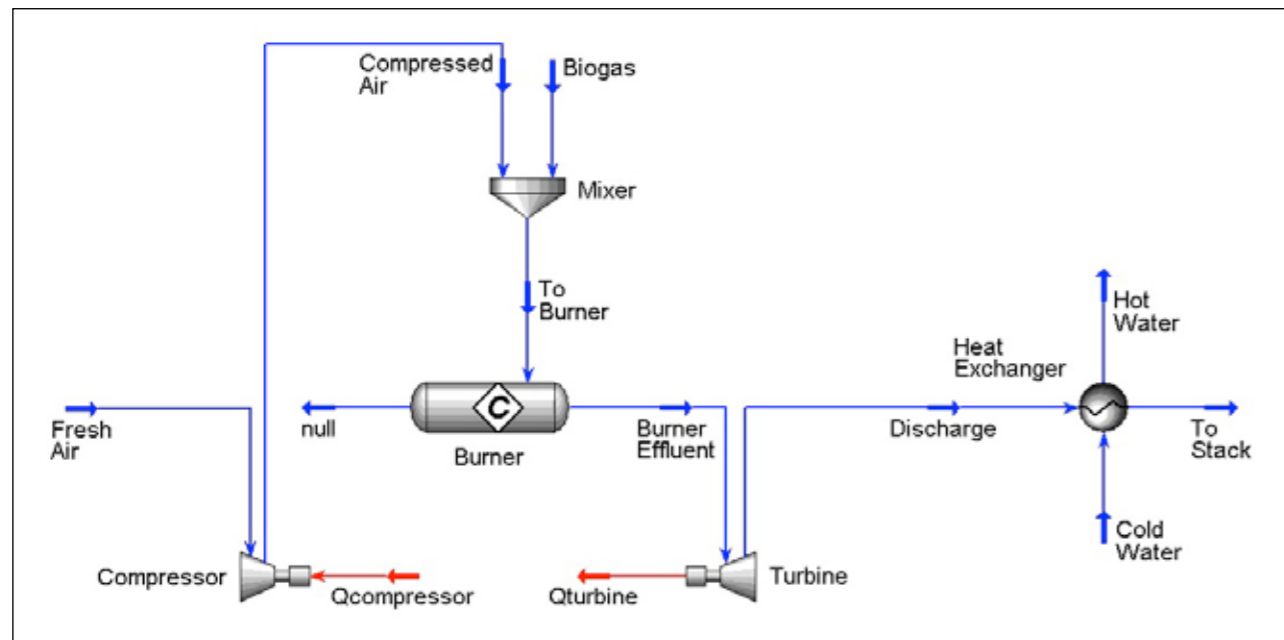 Compressed
Air
Biogas
Mixer
To
Burner
Hot
Water
Heat
Exchanger
Fresh
Air
null
C
Burner
Burner
Effluent
Discharge
To
Stack
Cold
Water
Compressor
Qcompressor
Qturbine
Turbine